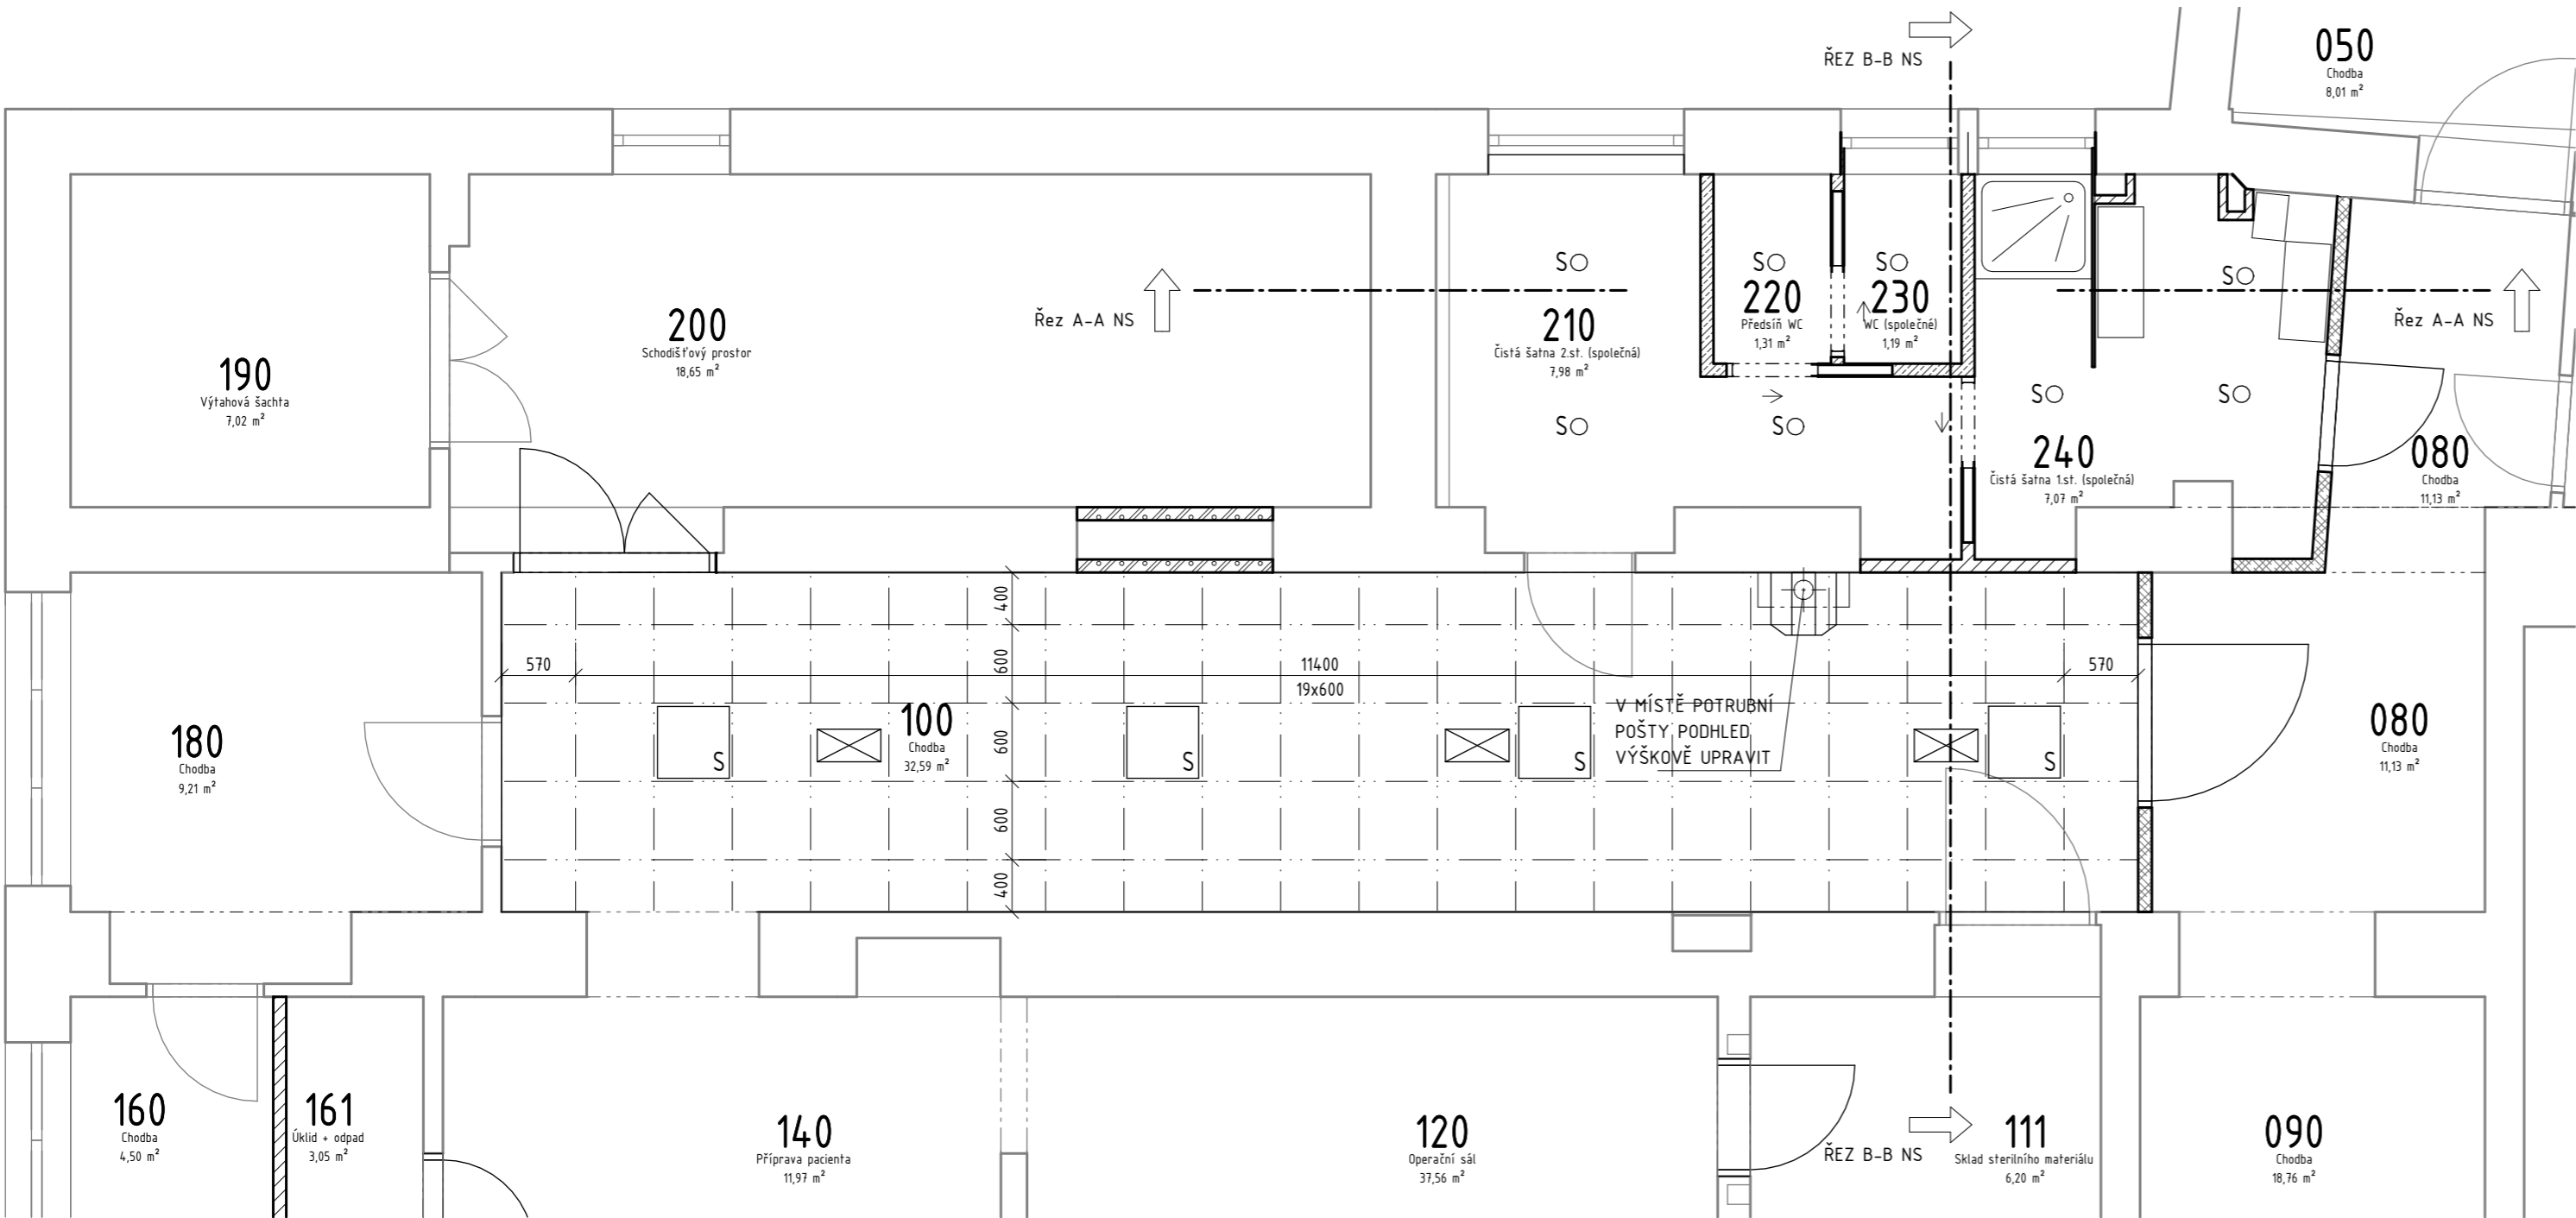 ŘEZ B-B NS
050
Chodba
8,01 m²
190
Výtahová šachta
7,02 m²
200
Schodišťový prostor
18,65 m²
Řez A-A NS
SO
210
Čistá šatna 2.st. (společná)
7,98 m²
SO
SO
220
Předsíň WC
1,31 m²
SO
230
WC (společné)
1,19 m²
SO
SO
SO
SO
240
Čistá šatna 1.st. (společná)
7,07 m²
Řez A-A NS
080
Chodba
11,13 m²
180
Chodba
9,21 m²
570
11400
19x600
570
400
600
600
600
400
S
100
Chodba
32,59 m²
S
S
S
V MÍSTĚ POTRUBNÍ
POŠTY PODHLED
VÝŠKOVĚ UPRAVIT
080
Chodba
11,13 m²
160
Chodba
4,50 m²
161
Úklid + odpad
3,05 m²
140
Příprava pacienta
11,97 m²
120
Operační sál
37,56 m²
ŘEZ B-B NS
111
Sklad sterilního materiálu
6,20 m²
090
Chodba
18,76 m²